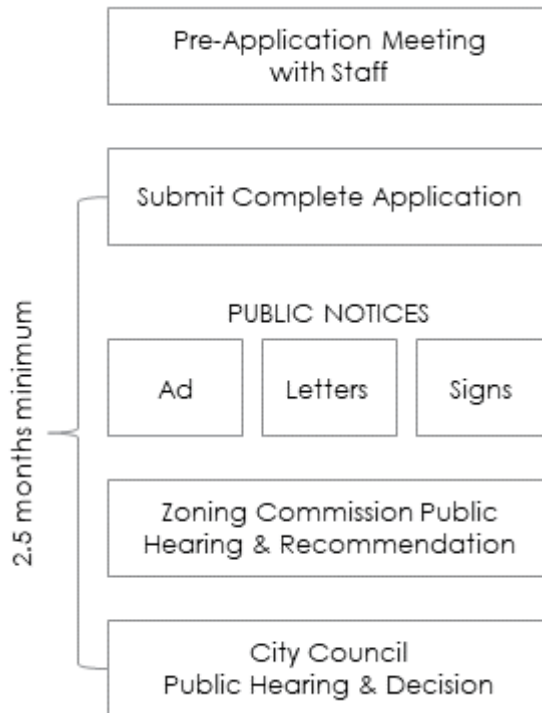 Pre-Application Meeting
with Staff
Submit Complete Application
2.5 months minimum
PUBLIC NOTICES
Ad
Letters
Signs
Zoning Commission Public
Hearing & Recommendation
City Council
Public Hearing & Decision